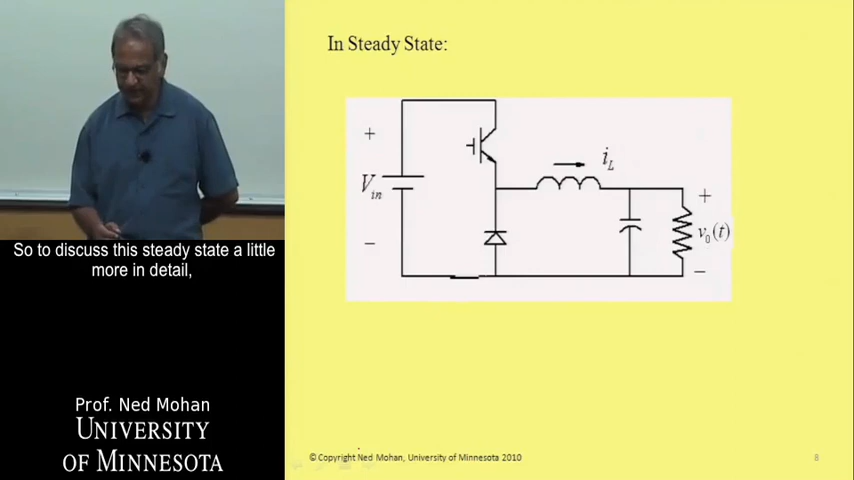 In Steady State:
+
V_in
−
i_L
+
v_0(t)
−
So to discuss this steady state a little
more in detail,
Prof. Ned Mohan
UNIVERSITY
OF MINNESOTA
© Copyright Ned Mohan, University of Minnesota 2010
8